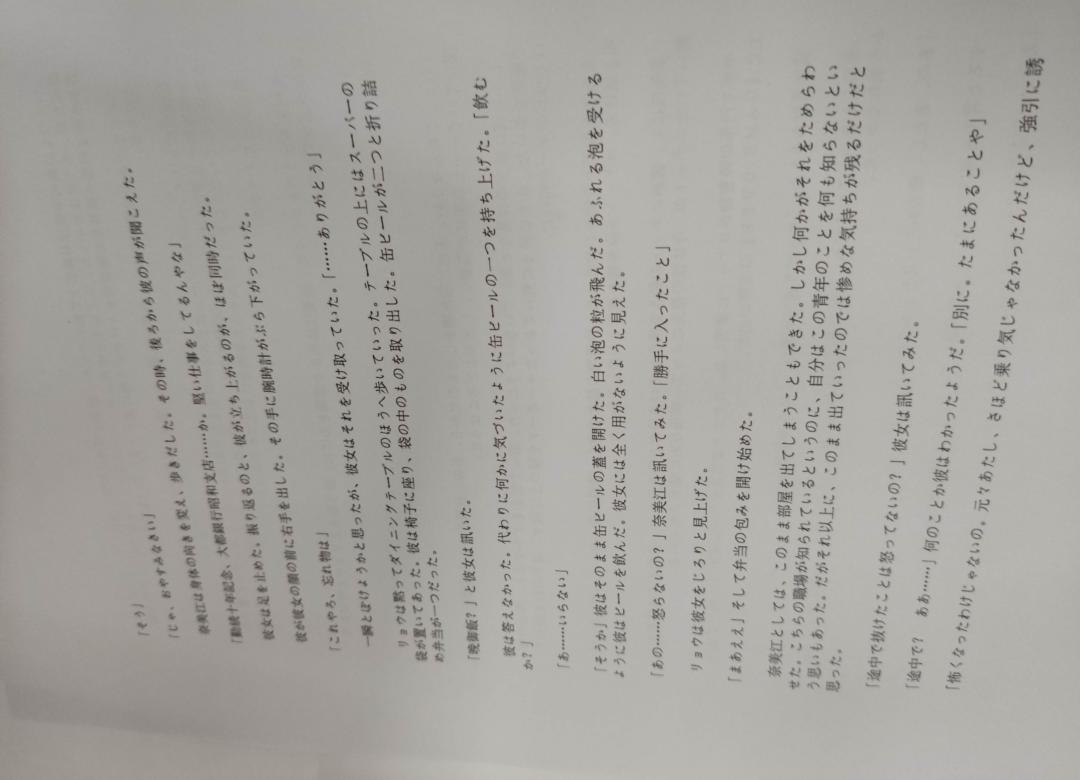 「そう」
「じゃ、おやすみなさい」
奈美江は身体の向きを変え、歩きだした。その時、後ろから彼の声が聞こえた。
「勤続十年記念、大都銀行昭和支店……か。堅い仕事をしてるんやな」
彼女は足を止めた。振り返るのと、彼が立ち上がるのが、ほぼ同時だった。
彼が彼女の顔の前に右手を出した。その手に腕時計がぶら下がっていた。
「これやろ、忘れ物は」
一瞬とぼけようかと思ったが、彼女はそれを受け取っていた。「……ありがとう」
リョウは黙ってダイニングテーブルのほうへ歩いていった。テーブルの上にはスーパーの
袋が置いてあった。彼は椅子に座り、袋の中のものを取り出した。缶ビールが二つと折り詰
め弁当が一つだった。
「晩御飯？」と彼女は訊いた。
彼は答えなかった。代わりに何かに気づいたように缶ビールの一つを持ち上げた。「飲む
か？」
「あ……いらない」
「そうか」彼はそのまま缶ビールの蓋を開けた。白い泡の粒が飛んだ。あふれる泡を受ける
ように彼はビールを飲んだ。彼女には全く用がないように見えた。
「あの……怒らないの？」奈美江は訊いてみた。「勝手に入ったこと」
リョウは彼女をじろりと見上げた。
「まあええ」そして弁当の包みを開け始めた。
奈美江としては、このまま部屋を出てしまうこともできた。しかし何かがそれをためらわ
せた。こちらの職場が知られているというのに、自分はこの青年のことを何も知らないとい
う思いもあった。だがそれ以上に、このまま出ていったのでは惨めな気持ちが残るだけだと
思った。
「途中で抜けたことは怒ってないの？」彼女は訊いてみた。
「途中で？　ああ……」何のことか彼はわかったようだ。「別に。たまにあることや」
「怖くなったわけじゃないの。元々あたし、さほど乗り気じゃなかったんだけど、強引に誘